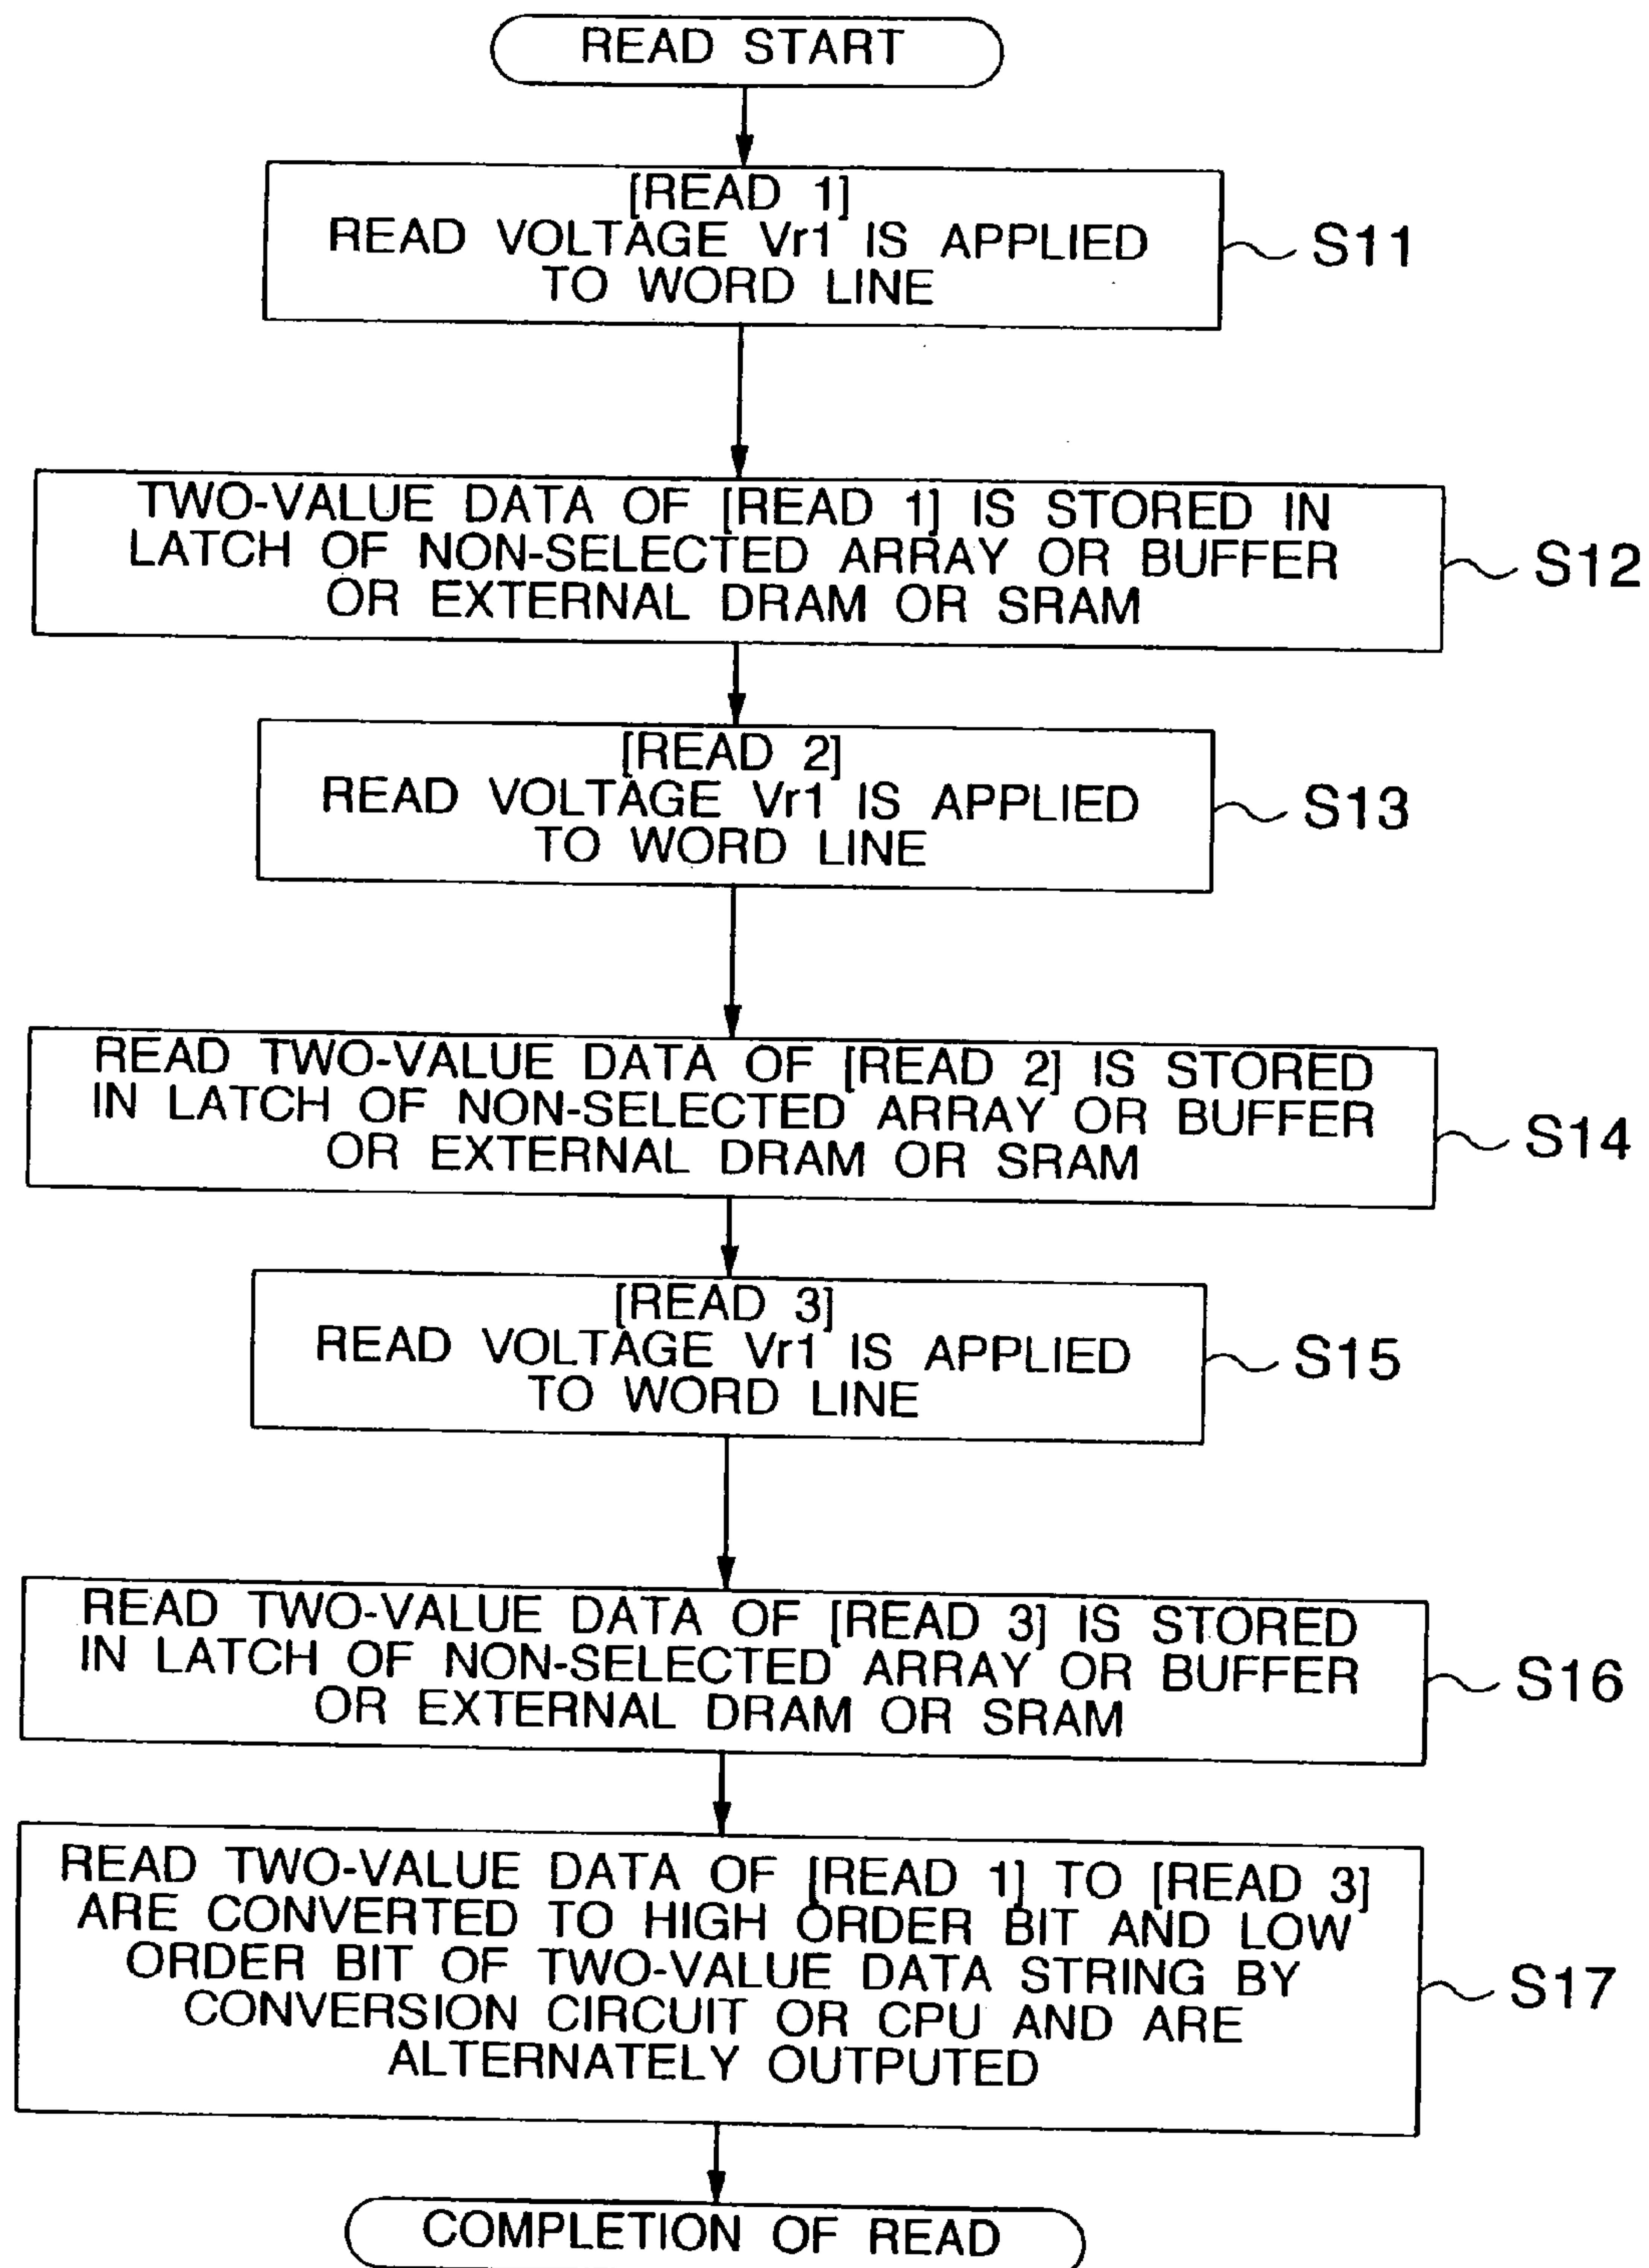 READ START
[READ 1]
READ VOLTAGE Vr1 IS APPLIED
TO WORD LINE
S11
TWO-VALUE DATA OF [READ 1] IS STORED IN
LATCH OF NON-SELECTED ARRAY OR BUFFER
OR EXTERNAL DRAM OR SRAM
S12
[READ 2]
READ VOLTAGE Vr1 IS APPLIED
TO WORD LINE
S13
READ TWO-VALUE DATA OF [READ 2] IS STORED
IN LATCH OF NON-SELECTED ARRAY OR BUFFER
OR EXTERNAL DRAM OR SRAM
S14
[READ 3]
READ VOLTAGE Vr1 IS APPLIED
TO WORD LINE
S15
READ TWO-VALUE DATA OF [READ 3] IS STORED
IN LATCH OF NON-SELECTED ARRAY OR BUFFER
OR EXTERNAL DRAM OR SRAM
S16
READ TWO-VALUE DATA OF [READ 1] TO [READ 3]
ARE CONVERTED TO HIGH ORDER BIT AND LOW
ORDER BIT OF TWO-VALUE DATA STRING BY
CONVERSION CIRCUIT OR CPU AND ARE
ALTERNATELY OUTPUTED
S17
COMPLETION OF READ